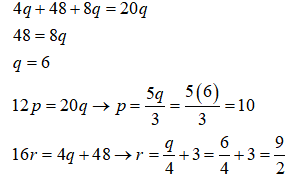 4q + 48 + 8q = 20q
48 = 8q
q = 6
12p = 20q → p = 5q/3 = 5(6)/3 = 10
16r = 4q + 48 → r = q/4 + 3 = 6/4 + 3 = 9/2